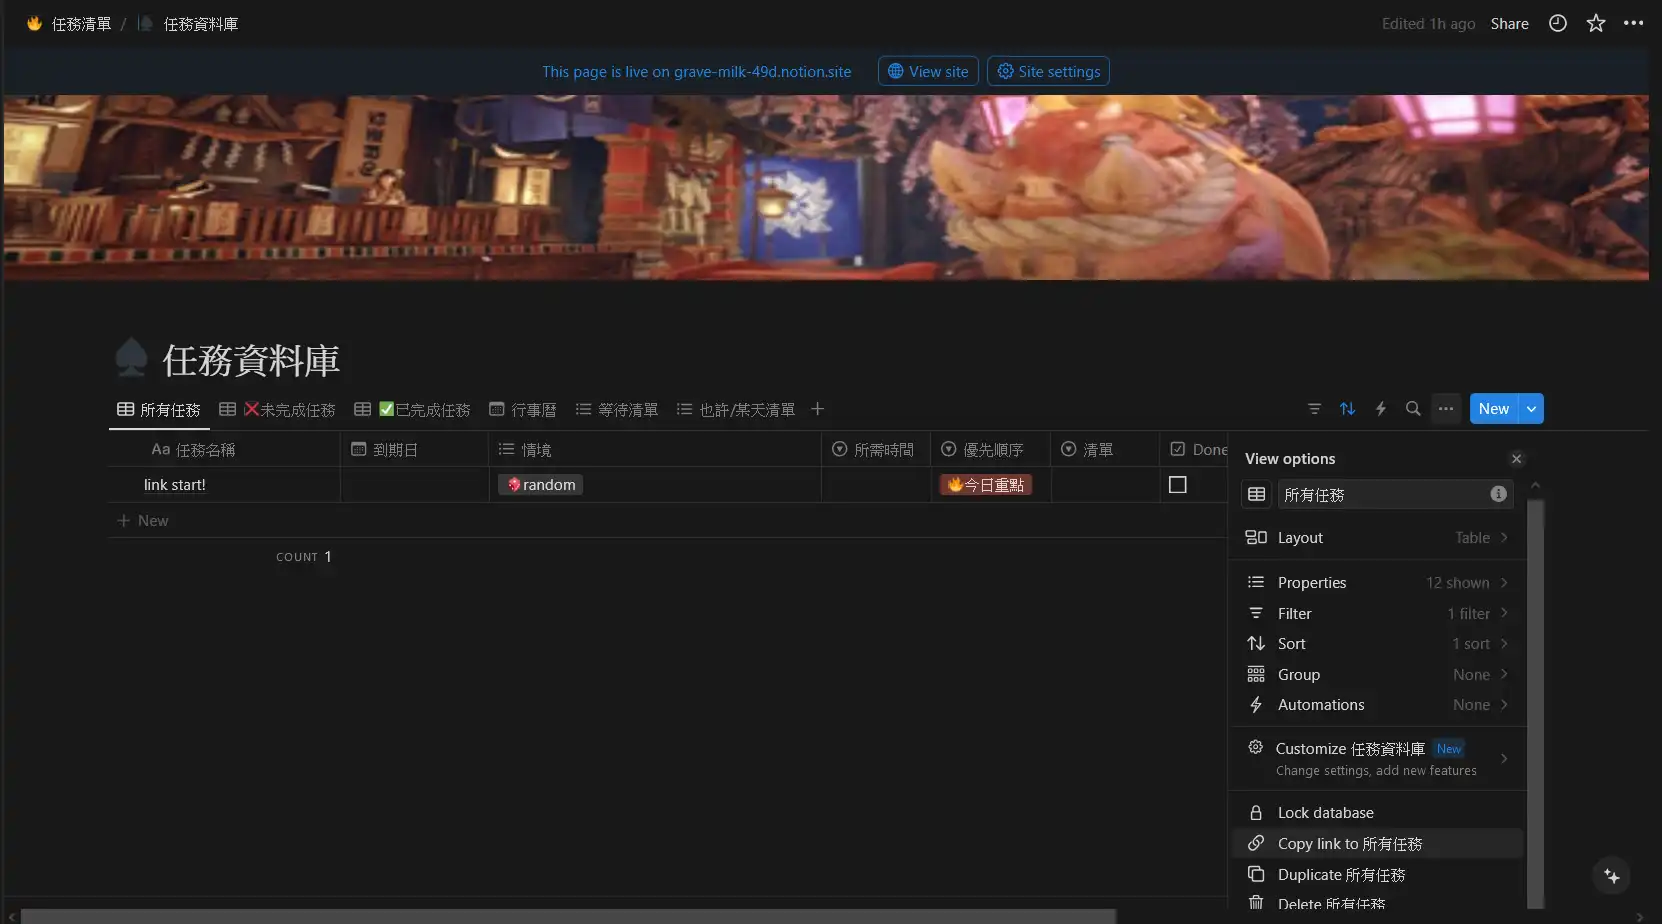 🔥 任務清單 / ♠ 任務資料庫
Edited 1h ago Share
This page is live on grave-milk-49d.notion.site View site Site settings
♠ 任務資料庫
所有任務 ❌未完成任務 ✅已完成任務 行事曆 等待清單 也許/某天清單
New
Aa 任務名稱 到期日 情境 所需時間 優先順序 清單 Done
link start! random 🔥今日重點
+ New
COUNT 1
View options
所有任務
Layout Table
Properties 12 shown
Filter 1 filter
Sort 1 sort
Group None
Automations None
Customize 任務資料庫 New
Change settings, add new features
Lock database
Copy link to 所有任務
Duplicate 所有任務
Delete 所有任務